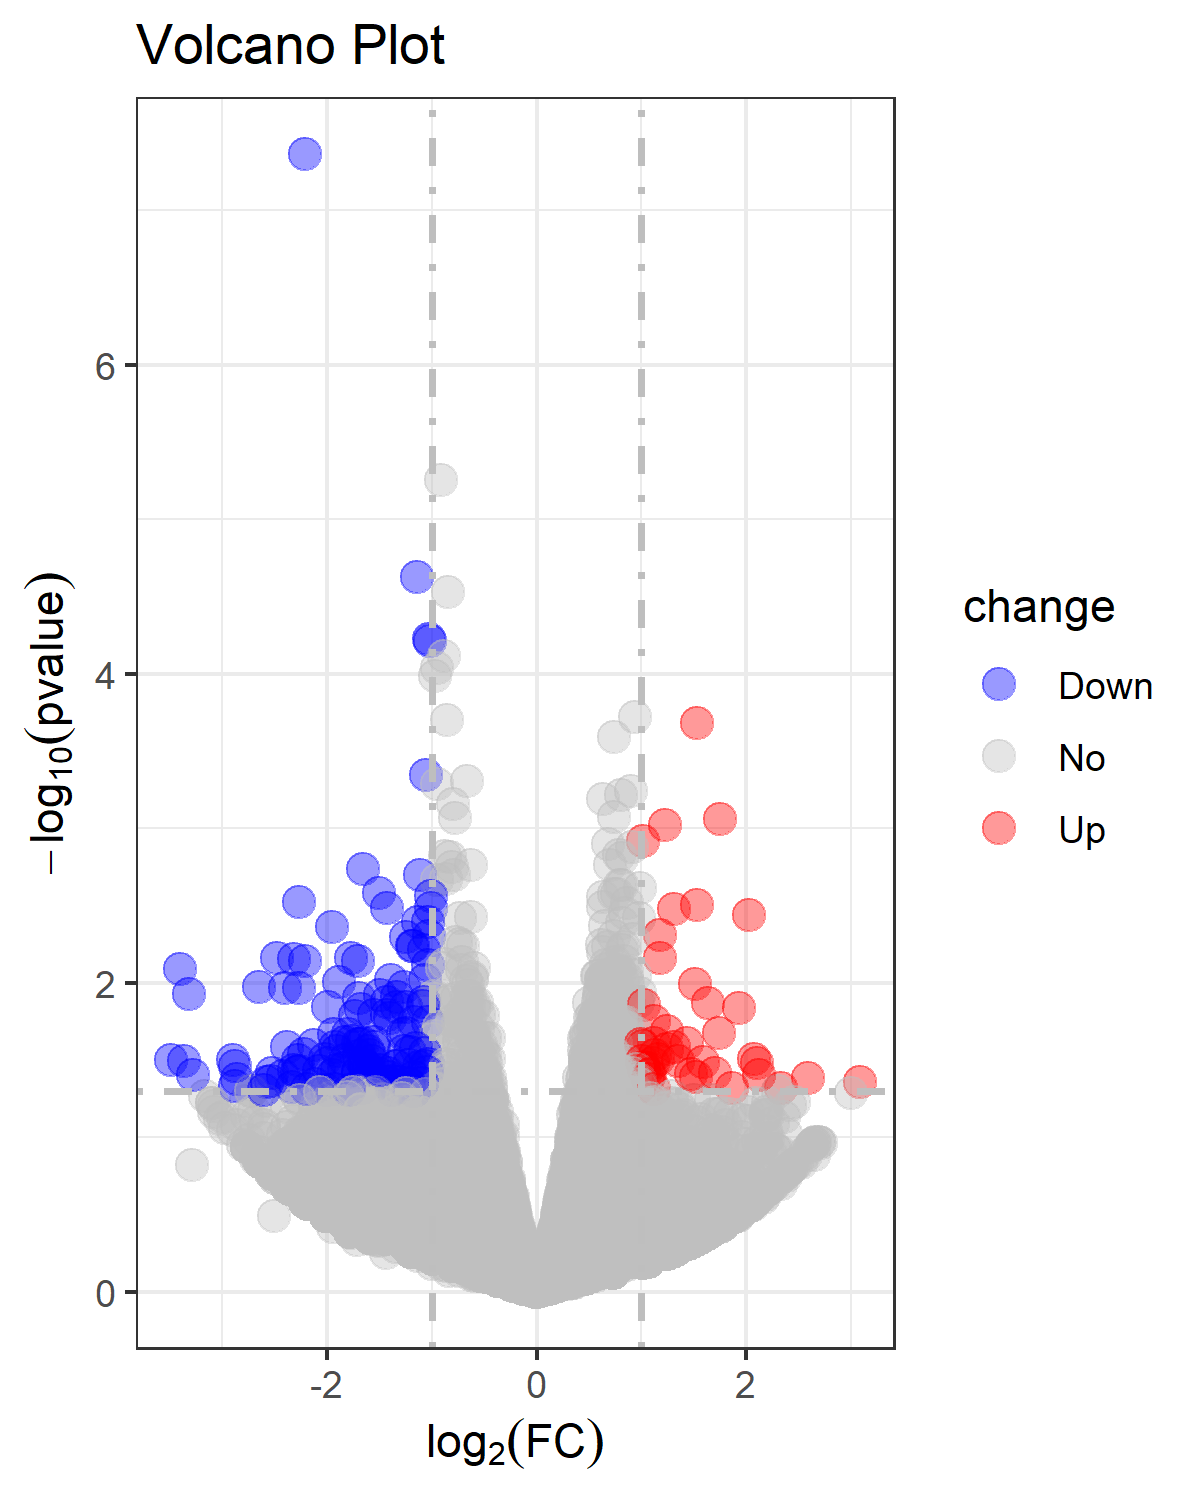 Volcano Plot
6
4
2
0
−log₁₀(pvalue)
-2 0 2
log₂(FC)
change
Down
No
Up